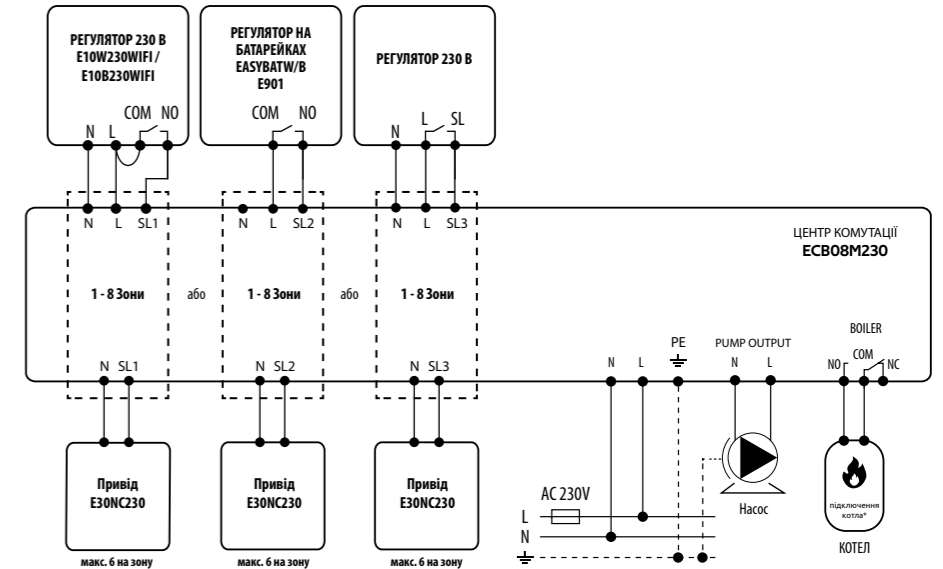 РЕГУЛЯТОР 230 В
E10W230WIFI /
E10B230WIFI
COM NO
N L
РЕГУЛЯТОР НА
БАТАРЕЙКАХ
EASYBATW/B
E901
COM NO
РЕГУЛЯТОР 230 В
N L SL
N L SL1
N L SL2
N L SL3
ЦЕНТР КОМУТАЦІЇ
ECB08M230
1 - 8 Зони
або
1 - 8 Зони
або
1 - 8 Зони
N SL1
N SL2
N SL3
N L
PE
PUMP OUTPUT
N L
BOILER
NO COM NC
Привід
E30NC230
макс. 6 на зону
Привід
E30NC230
макс. 6 на зону
Привід
E30NC230
макс. 6 на зону
AC 230V
L
N
Насос
підключення
котла*
КОТЕЛ